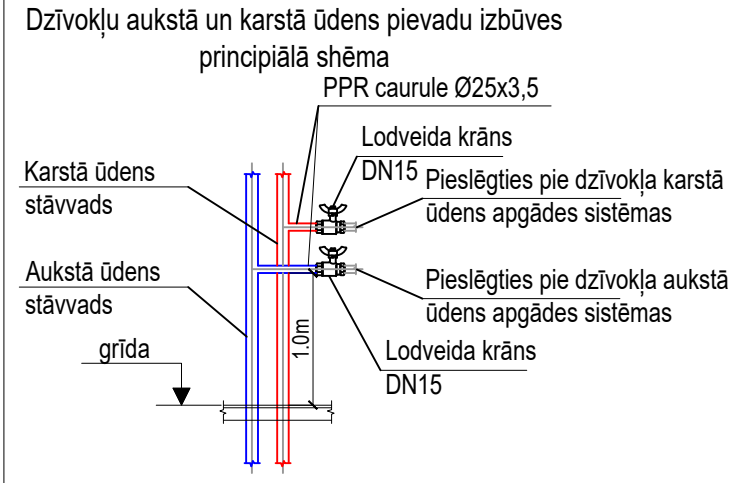 Dzīvokļu aukstā un karstā ūdens pievadu izbūves
principiālā shēma
PPR caurule Ø25x3,5
Lodveida krāns
DN15
Karstā ūdens
stāvvads
Pieslēgties pie dzīvokļa karstā
ūdens apgādes sistēmas
Aukstā ūdens
stāvvads
Pieslēgties pie dzīvokļa aukstā
ūdens apgādes sistēmas
1.0m
grīda
Lodveida krāns
DN15